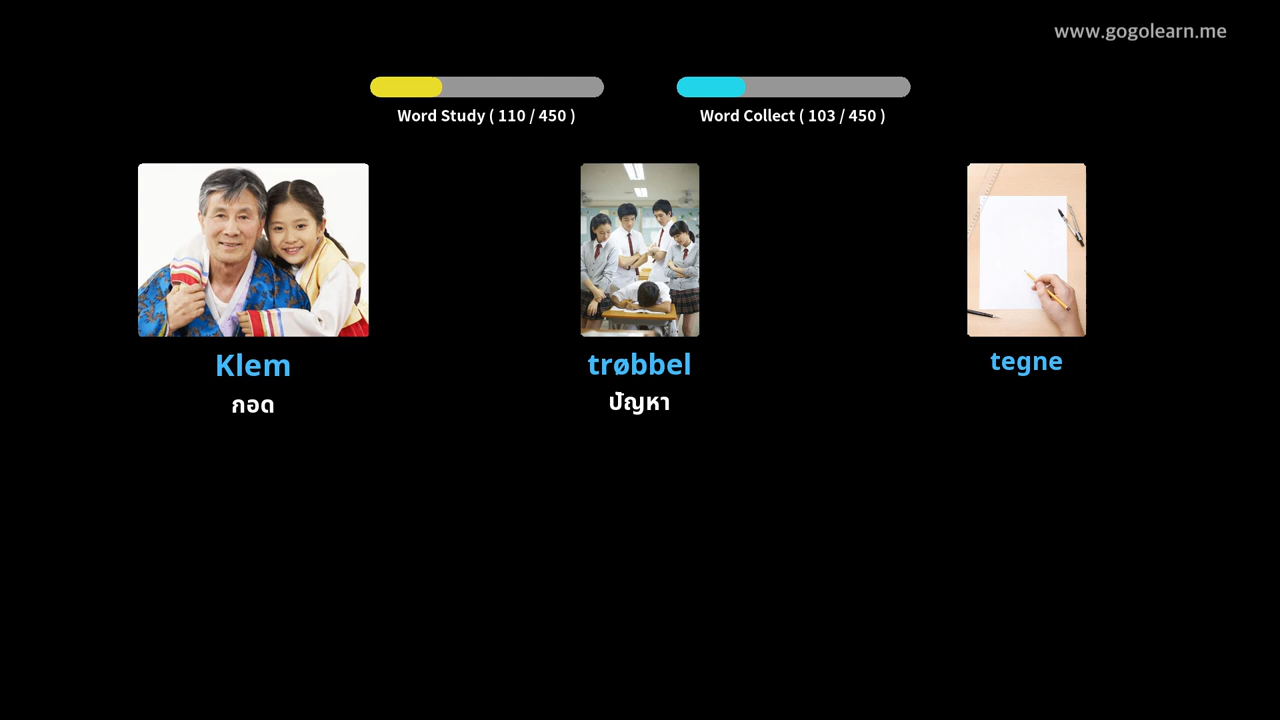 www.gogolearn.me
Word Study ( 110 / 450 )
Word Collect ( 103 / 450 )
Klem
trøbbel
tegne
กอด
ปัญหา